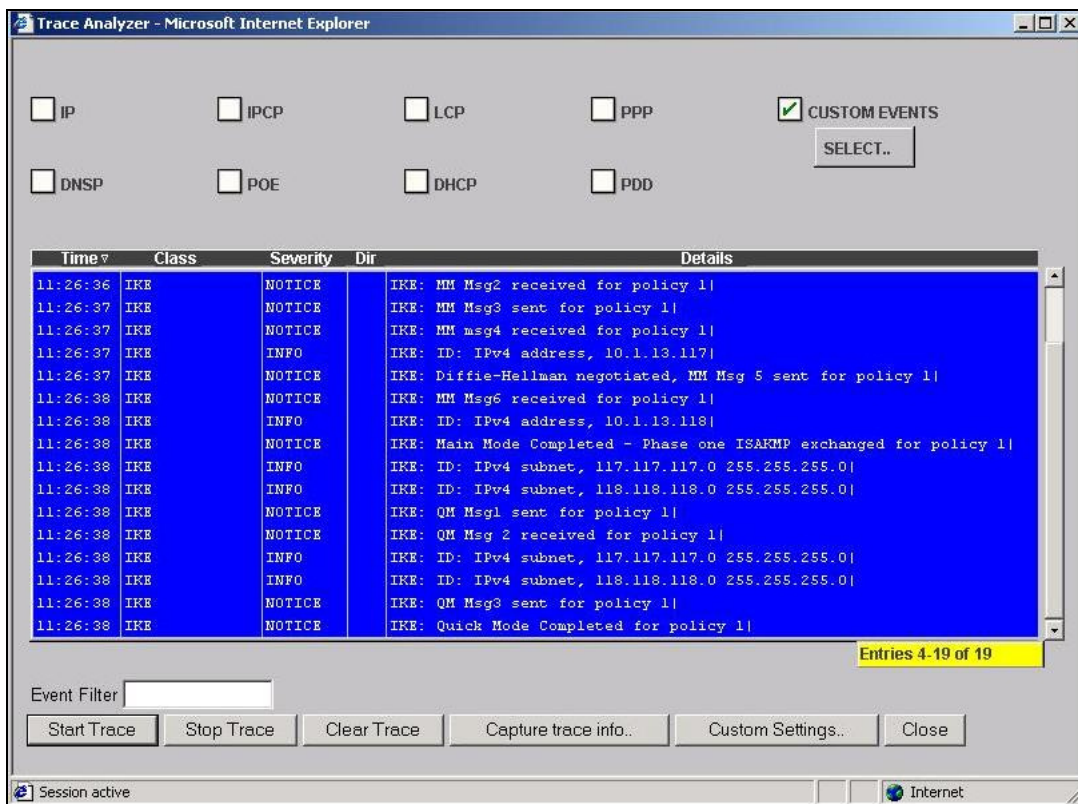 Trace Analyzer - Microsoft Internet Explorer
IP IPCP LCP PPP CUSTOM EVENTS
SELECT..
DNSP POE DHCP PDD
Time Class Severity Dir Details
11:26:36 IKE NOTICE IKE: MM Msg2 received for policy 1|
11:26:37 IKE NOTICE IKE: MM Msg3 sent for policy 1|
11:26:37 IKE NOTICE IKE: MM msg4 received for policy 1|
11:26:37 IKE INFO IKE: ID: IPv4 address, 10.1.13.117|
11:26:37 IKE NOTICE IKE: Diffie-Hellman negotiated, MM Msg 5 sent for policy 1|
11:26:38 IKE NOTICE IKE: MM Msg6 received for policy 1|
11:26:38 IKE INFO IKE: ID: IPv4 address, 10.1.13.118|
11:26:38 IKE NOTICE IKE: Main Mode Completed - Phase one ISAKMP exchanged for policy 1|
11:26:38 IKE INFO IKE: ID: IPv4 subnet, 117.117.117.0 255.255.255.0|
11:26:38 IKE INFO IKE: ID: IPv4 subnet, 118.118.118.0 255.255.255.0|
11:26:38 IKE NOTICE IKE: QM Msg1 sent for policy 1|
11:26:38 IKE NOTICE IKE: QM Msg 2 received for policy 1|
11:26:38 IKE INFO IKE: ID: IPv4 subnet, 117.117.117.0 255.255.255.0|
11:26:38 IKE INFO IKE: ID: IPv4 subnet, 118.118.118.0 255.255.255.0|
11:26:38 IKE NOTICE IKE: QM Msg3 sent for policy 1|
11:26:38 IKE NOTICE IKE: Quick Mode Completed for policy 1|
Entries 4-19 of 19
Event Filter
Start Trace Stop Trace Clear Trace Capture trace info.. Custom Settings.. Close
Session active Internet